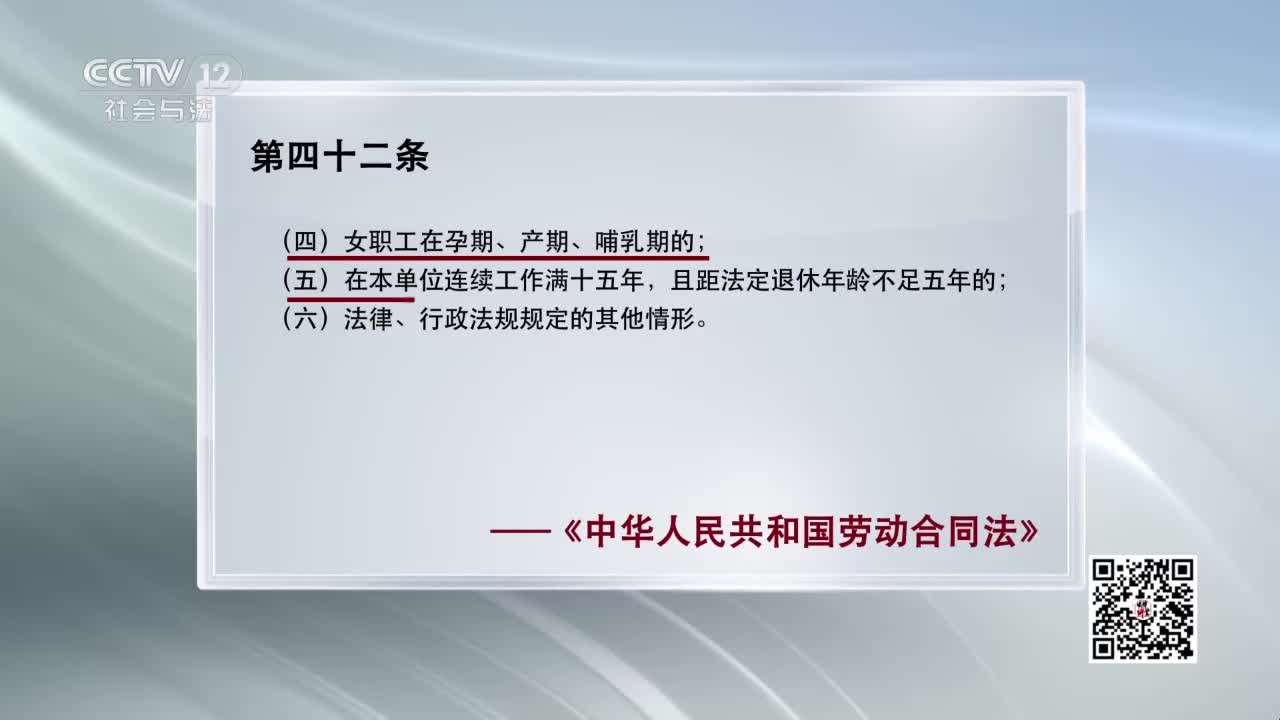 CCTV 12
社会与法
第四十二条
（四）女职工在孕期、产期、哺乳期的；
（五）在本单位连续工作满十五年，且距法定退休年龄不足五年的；
（六）法律、行政法规规定的其他情形。
——《中华人民共和国劳动合同法》